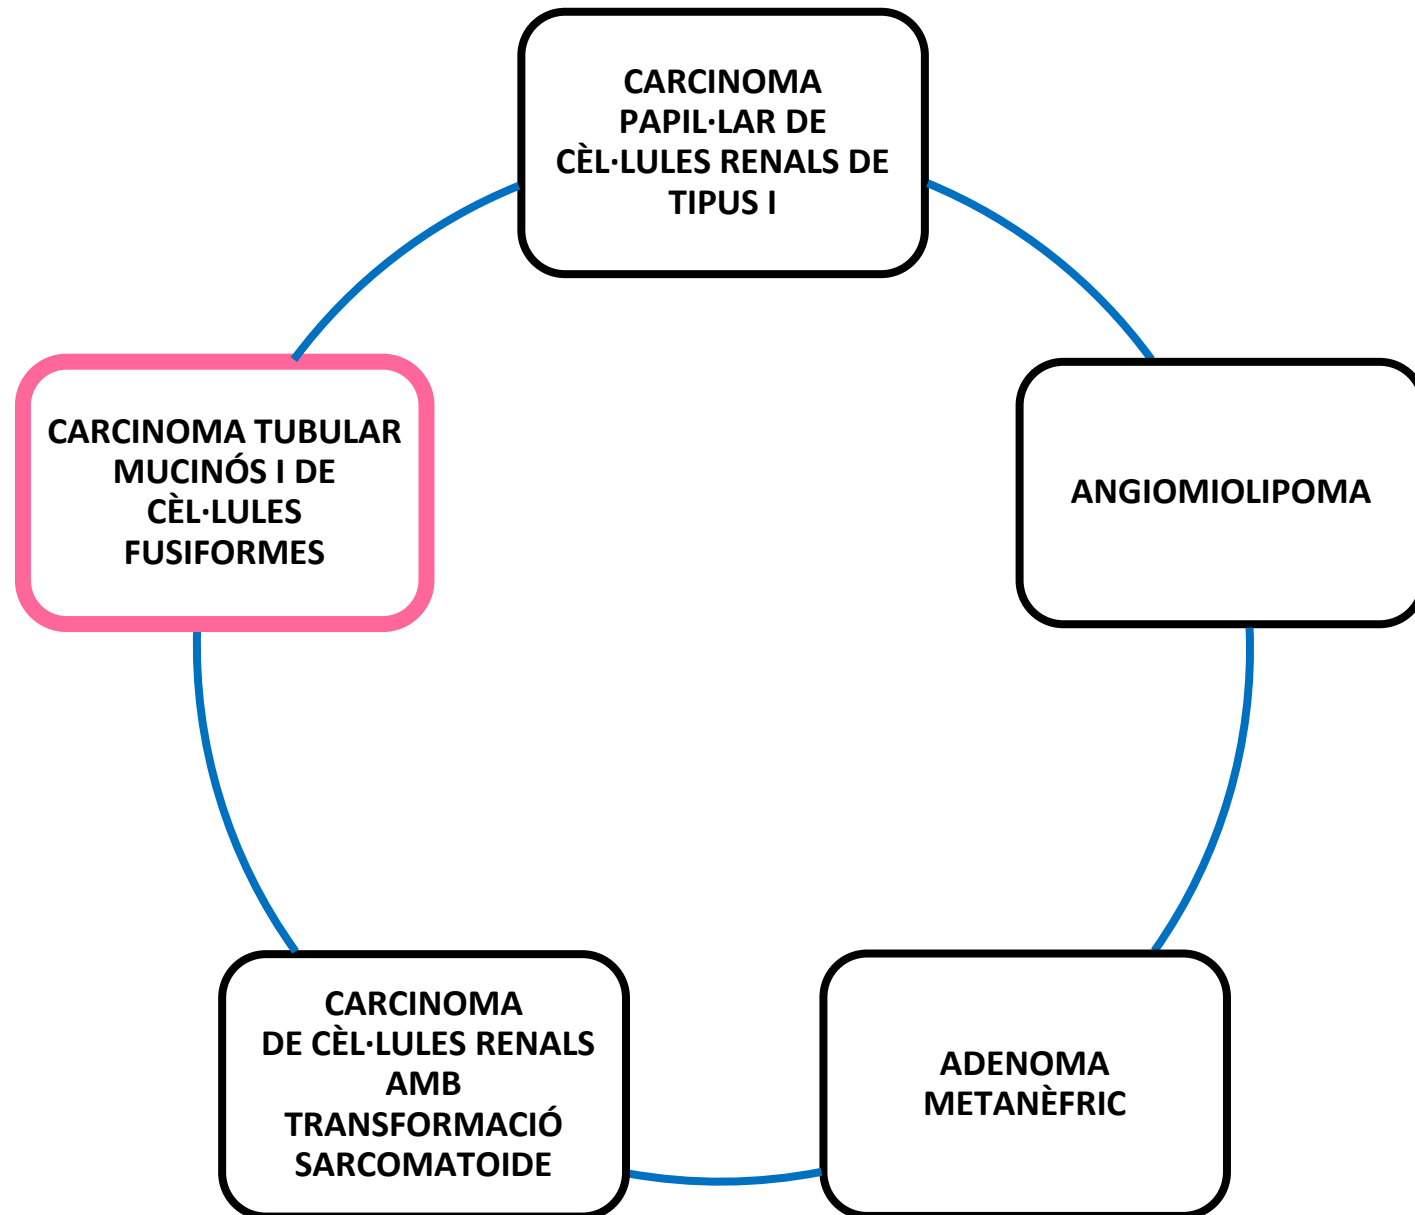 CARCINOMA
PAPIL·LAR DE
CÈL·LULES RENALS DE
TIPUS I
CARCINOMA TUBULAR
MUCINÓS I DE
CÈL·LULES
FUSIFORMES
ANGIOMIOLIPOMA
CARCINOMA
DE CÈL·LULES RENALS
AMB
TRANSFORMACIÓ
SARCOMATOIDE
ADENOMA
METANÈFRIC